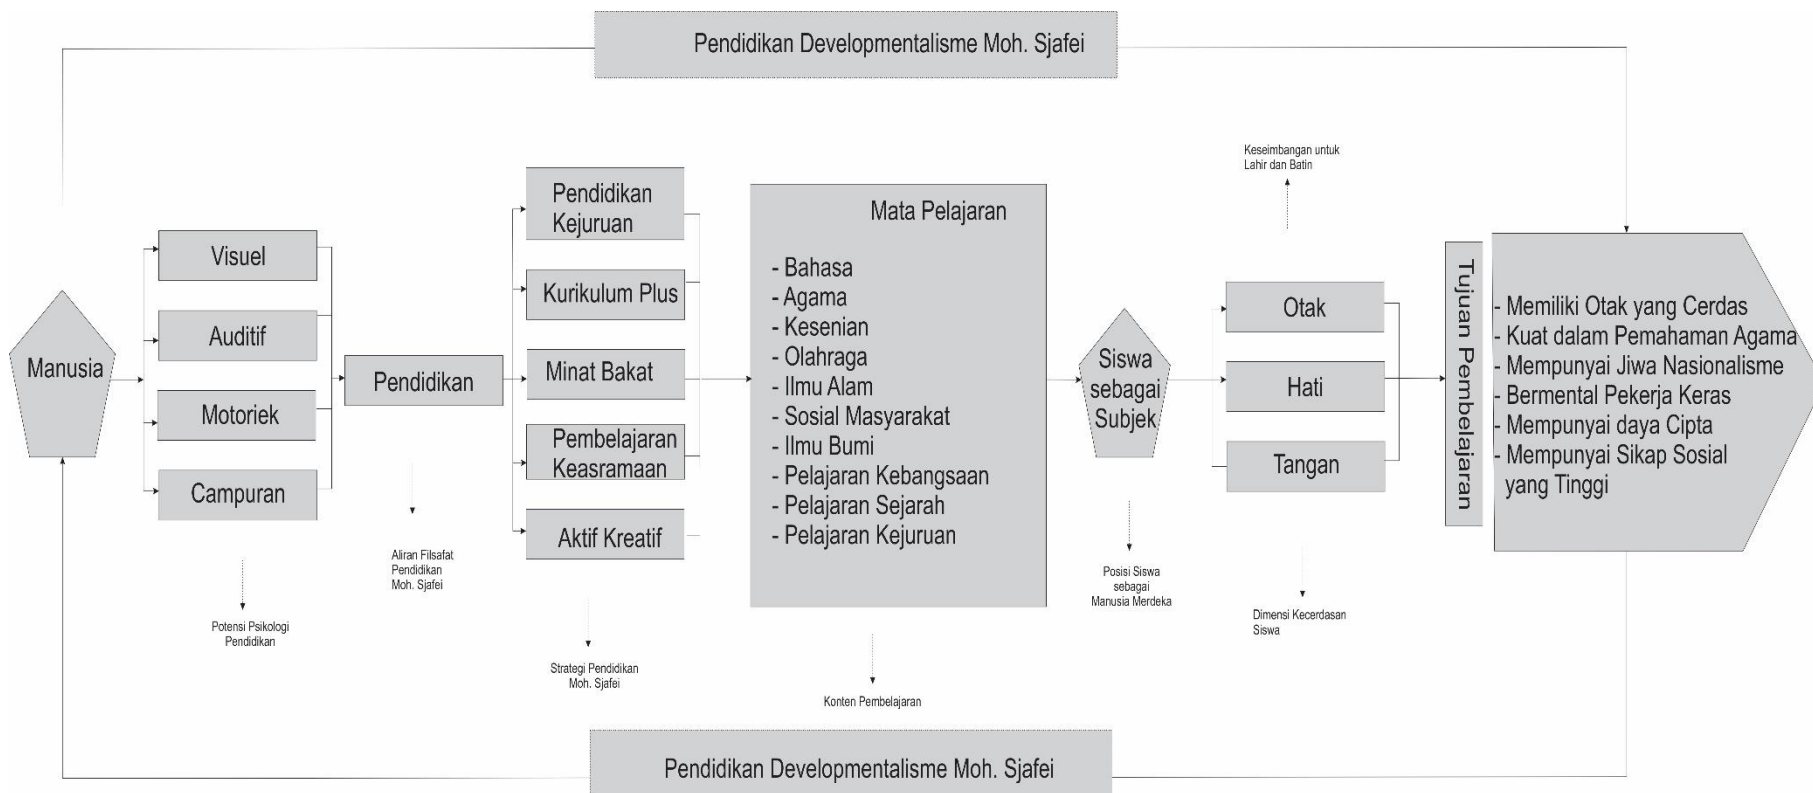 Pendidikan Developmentalisme Moh. Sjafei
Manusia
Visuel
Auditif
Motoriek
Campuran
Potensi Psikologi
Pendidikan
Pendidikan
Aliran Filsafat
Pendidikan
Moh. Sjafei
Pendidikan
Kejuruan
Kurikulum Plus
Minat Bakat
Pembelajaran
Keasramaan
Aktif Kreatif
Strategi Pendidikan
Moh. Sjafei
Mata Pelajaran
- Bahasa
- Agama
- Kesenian
- Olahraga
- Ilmu Alam
- Sosial Masyarakat
- Ilmu Bumi
- Pelajaran Kebangsaan
- Pelajaran Sejarah
- Pelajaran Kejuruan
Konten Pembelajaran
Siswa
sebagai
Subjek
Posisi Siswa
sebagai
Manusia Merdeka
Keseimbangan untuk
Lahir dan Batin
Otak
Hati
Tangan
Dimensi Kecerdasan
Siswa
Tujuan Pembelajaran
- Memiliki Otak yang Cerdas
- Kuat dalam Pemahaman Agama
- Mempunyai Jiwa Nasionalisme
- Bermental Pekerja Keras
- Mempunyai daya Cipta
- Mempunyai Sikap Sosial
yang Tinggi
Pendidikan Developmentalisme Moh. Sjafei